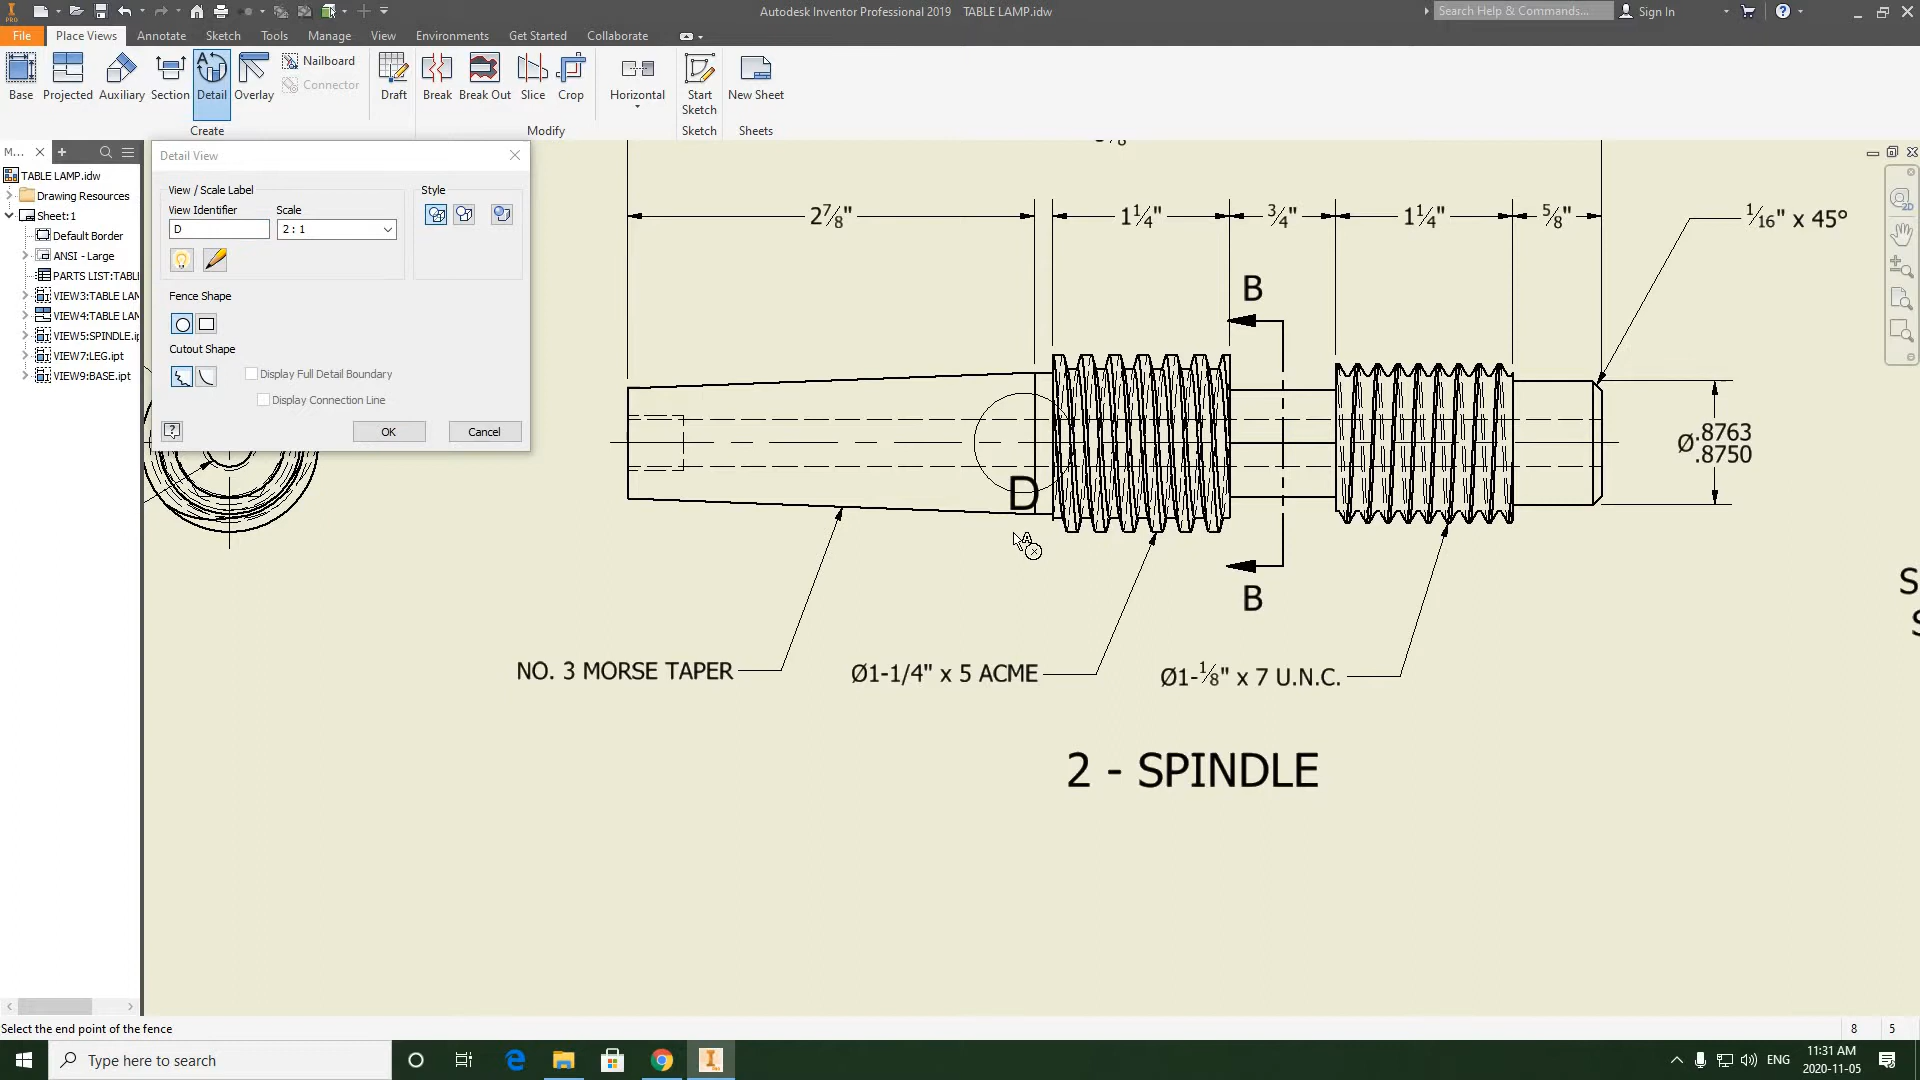 Autodesk Inventor Professional 2019 TABLE LAMP.idw
Search Help & Commands...
Sign In
File Place Views Annotate Sketch Tools Manage View Environments Get Started Collaborate
Base Projected Auxiliary Section Detail Overlay
Nailboard
Connector
Draft Break Break Out Slice Crop Horizontal
Start Sketch
New Sheet
Create Modify Sketch Sheets
M...
TABLE LAMP.idw
Drawing Resources
Sheet:1
Default Border
ANSI - Large
PARTS LIST:TABL
VIEW3:TABLE LAM
VIEW4:TABLE LAM
VIEW5:SPINDLE.ip
VIEW7:LEG.ipt
VIEW9:BASE.ipt
Detail View
View / Scale Label
Style
View Identifier Scale
D 2 : 1
Fence Shape
Cutout Shape
Display Full Detail Boundary
Display Connection Line
OK Cancel
2⅞" 1¼" ¾" 1¼" ⅝"
1/16" x 45°
B
Ø.8763
.8750
D
B
NO. 3 MORSE TAPER
Ø1-1/4" x 5 ACME
Ø1-⅛" x 7 U.N.C.
2 - SPINDLE
S
S
Select the end point of the fence
8 5
Type here to search
ENG
11:31 AM
2020-11-05